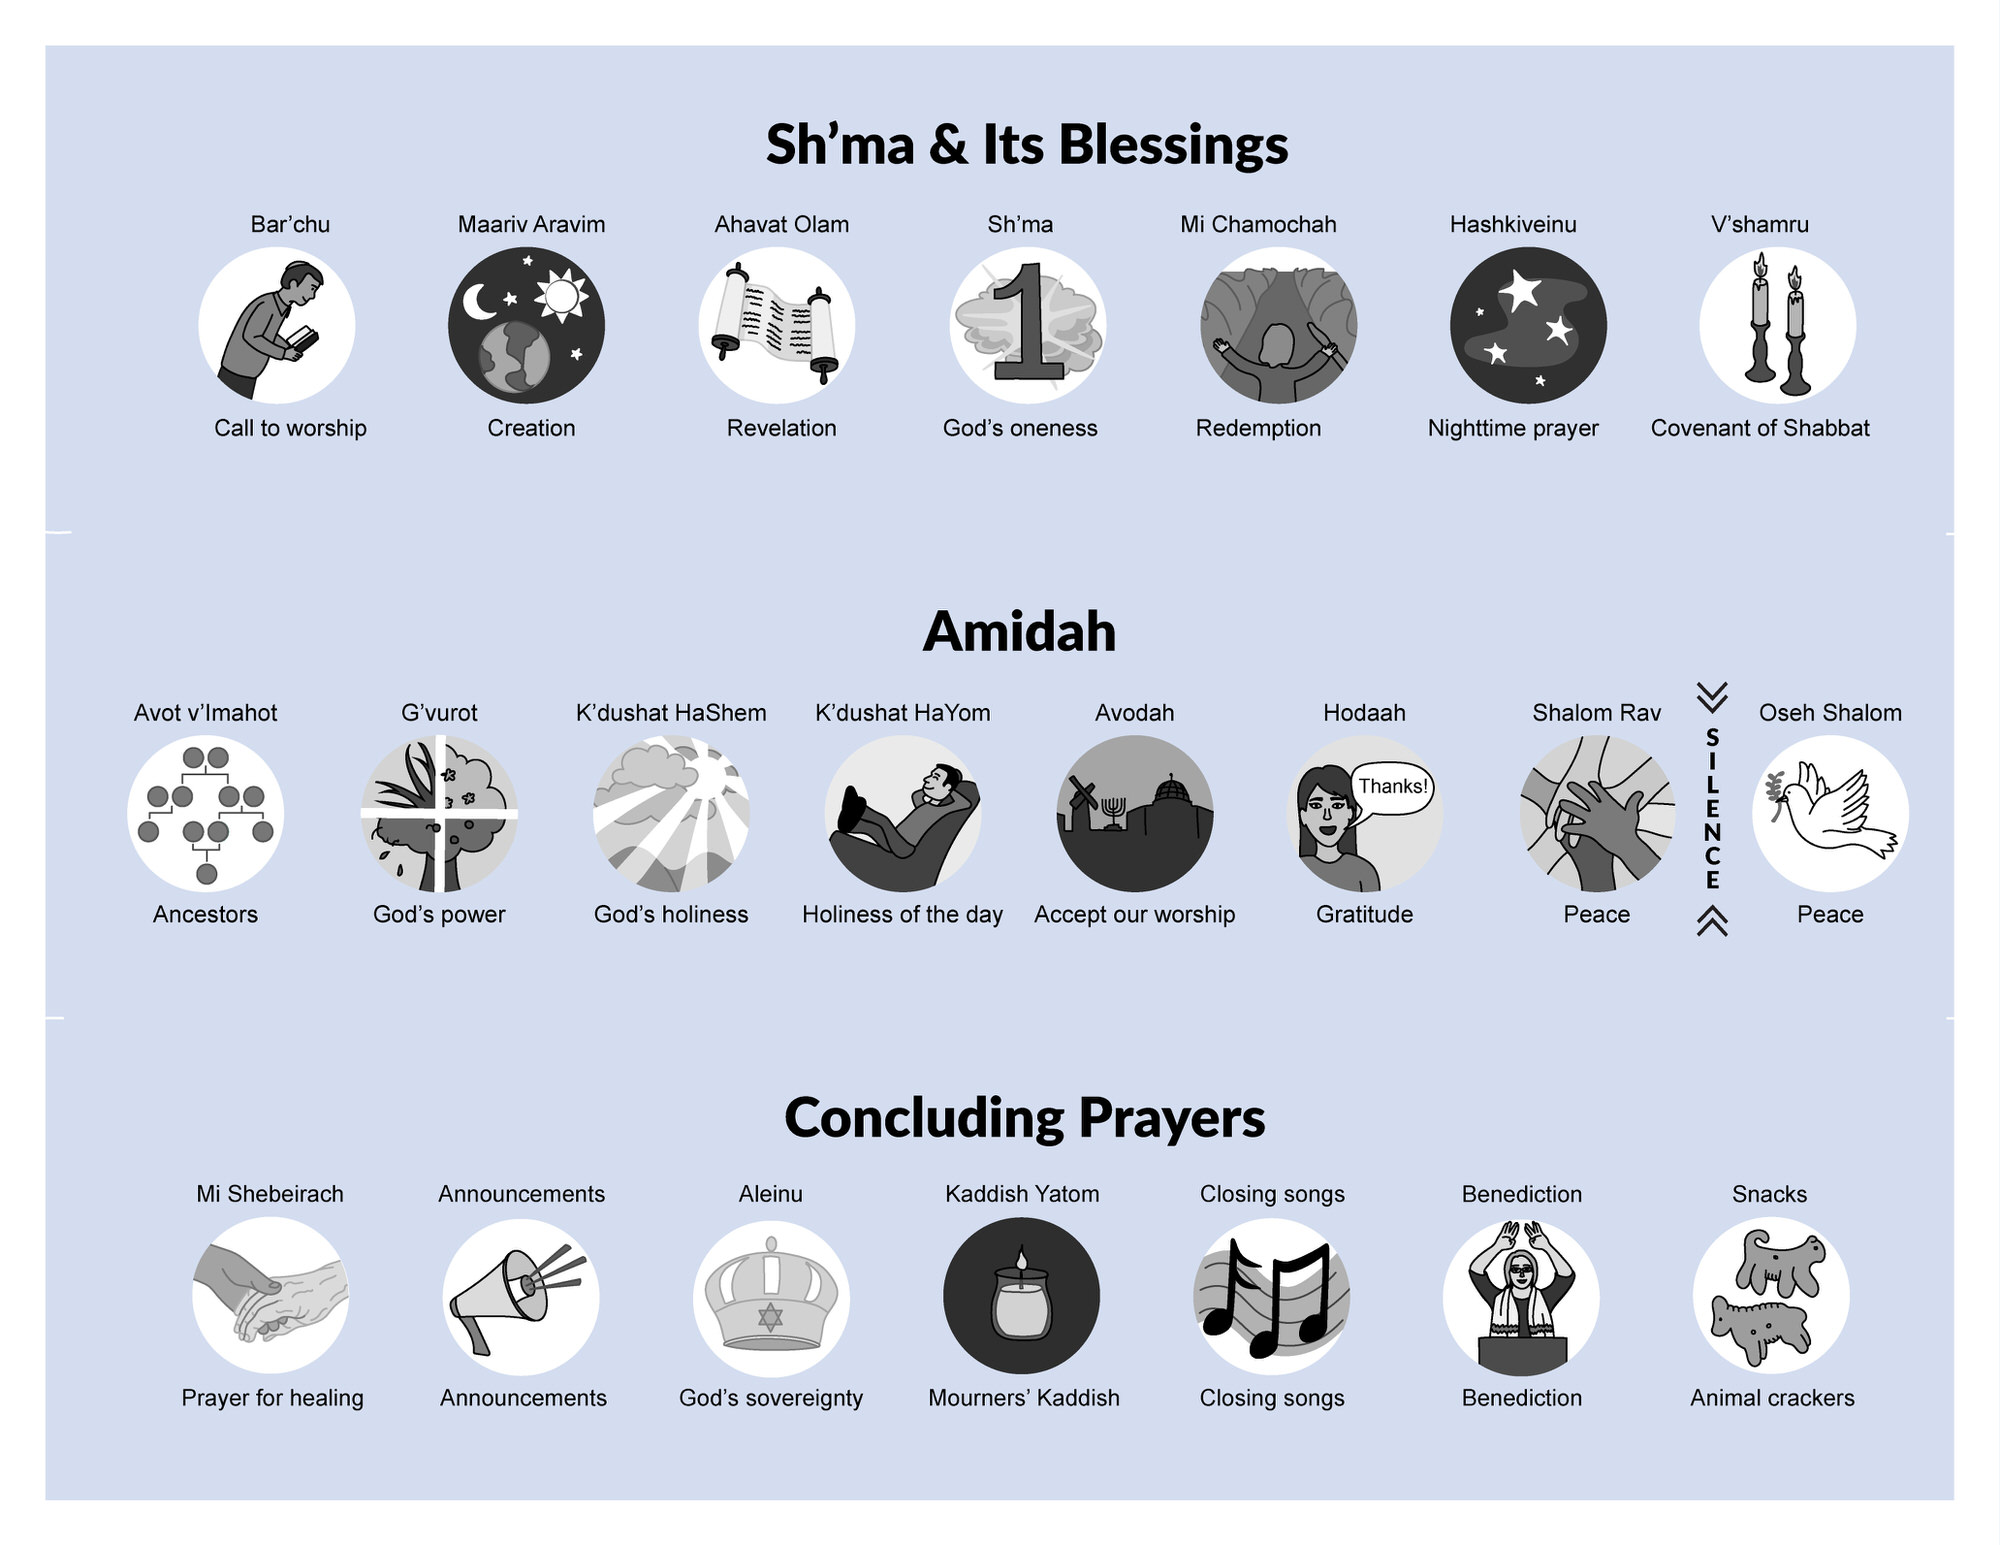 Sh’ma & Its Blessings
Bar’chu
Maariv Aravim
Ahavat Olam
Sh’ma
Mi Chamochah
Hashkiveinu
V’shamru
1
Call to worship
Creation
Revelation
God’s oneness
Redemption
Nighttime prayer
Covenant of Shabbat
Amidah
Avot v’Imahot
G’vurot
K’dushat HaShem
K’dushat HaYom
Avodah
Hodaah
Shalom Rav
SILENCE
Oseh Shalom
Thanks!
Ancestors
God’s power
God’s holiness
Holiness of the day
Accept our worship
Gratitude
Peace
Peace
Concluding Prayers
Mi Shebeirach
Announcements
Aleinu
Kaddish Yatom
Closing songs
Benediction
Snacks
Prayer for healing
Announcements
God’s sovereignty
Mourners’ Kaddish
Closing songs
Benediction
Animal crackers